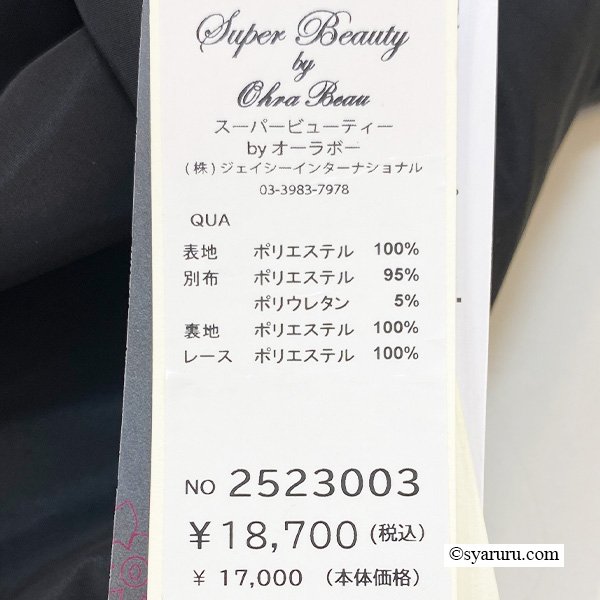 Super Beauty
by
Ohra Beau
スーパービューティー
by オーラボー
(株)ジェイシーインターナショナル
03-3983-7978
QUA
表地 ポリエステル 100%
別布 ポリエステル 95%
ポリウレタン 5%
裏地 ポリエステル 100%
レース ポリエステル 100%
NO 2523003
¥18,700(税込)
¥ 17,000 (本体価格)
©syaruru.com